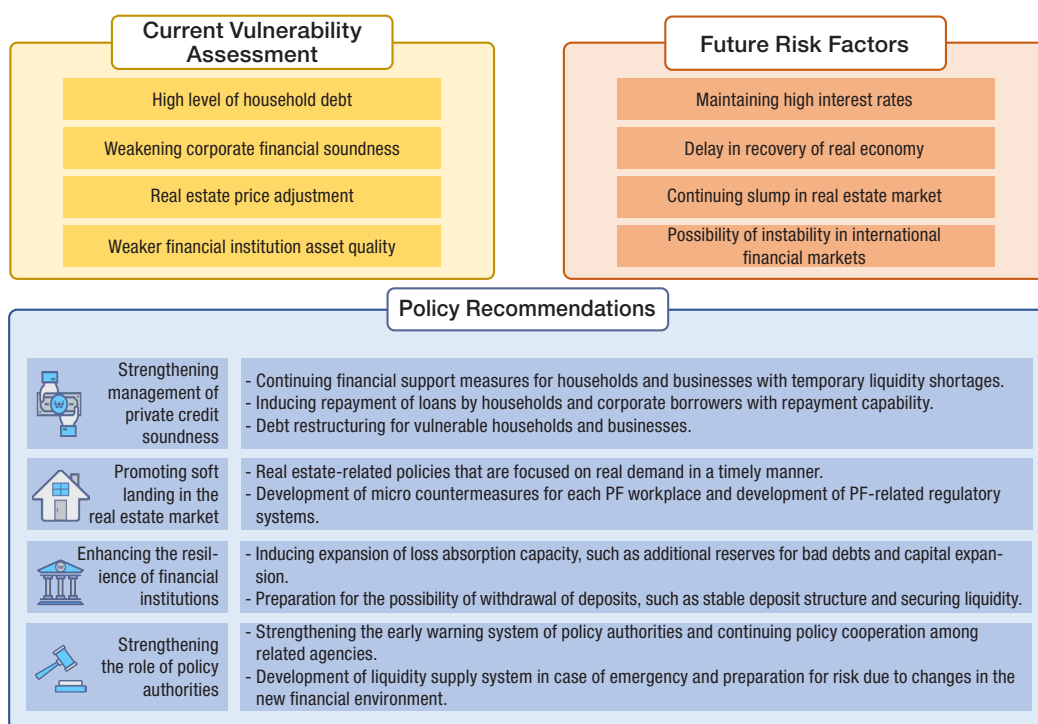 Current Vulnerability
Assessment
High level of household debt
Weakening corporate financial soundness
Real estate price adjustment
Weaker financial institution asset quality
Future Risk Factors
Maintaining high interest rates
Delay in recovery of real economy
Continuing slump in real estate market
Possibility of instability in international
financial markets
Policy Recommendations
Strengthening
management of
private credit
soundness
- Continuing financial support measures for households and businesses with temporary liquidity shortages.
- Inducing repayment of loans by households and corporate borrowers with repayment capability.
- Debt restructuring for vulnerable households and businesses.
Promoting soft
landing in the
real estate market
- Real estate-related policies that are focused on real demand in a timely manner.
- Development of micro countermeasures for each PF workplace and development of PF-related regulatory
systems.
Enhancing the resil-
ience of financial
institutions
- Inducing expansion of loss absorption capacity, such as additional reserves for bad debts and capital expan-
sion.
- Preparation for the possibility of withdrawal of deposits, such as stable deposit structure and securing liquidity.
Strengthening
the role of policy
authorities
- Strengthening the early warning system of policy authorities and continuing policy cooperation among
related agencies.
- Development of liquidity supply system in case of emergency and preparation for risk due to changes in the
new financial environment.